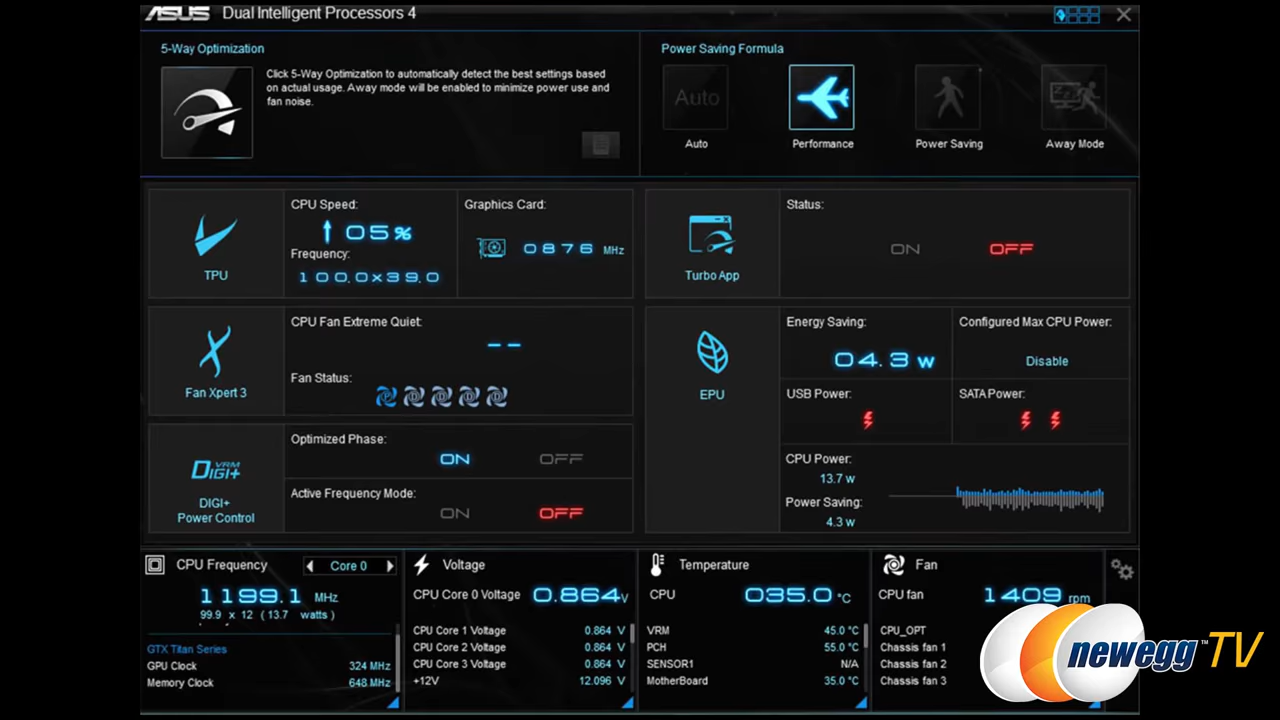 ASUS Dual Intelligent Processors 4
5-Way Optimization
Click 5-Way Optimization to automatically detect the best settings based
on actual usage. Away mode will be enabled to minimize power use and
fan noise.
Power Saving Formula
Auto
Auto
Performance
Power Saving
Away Mode
TPU
CPU Speed:
05%
Frequency:
100.0x39.0
Graphics Card:
0876 MHz
Turbo App
Status:
ON OFF
Fan Xpert 3
CPU Fan Extreme Quiet:
--
Fan Status:
EPU
Energy Saving:
04.3 w
Configured Max CPU Power:
Disable
USB Power:
SATA Power:
CPU Power:
13.7 w
Power Saving:
4.3 w
VRM
DIGI+
DIGI+
Power Control
Optimized Phase:
ON OFF
Active Frequency Mode:
ON OFF
CPU Frequency
Core 0
1199.1 MHz
99.9 x 12 ( 13.7 watts )
GTX Titan Series
GPU Clock 324 MHz
Memory Clock 648 MHz
Voltage
CPU Core 0 Voltage 0.864 V
CPU Core 1 Voltage 0.864 V
CPU Core 2 Voltage 0.864 V
CPU Core 3 Voltage 0.864 V
+12V 12.096 V
Temperature
CPU 035.0 °C
VRM 45.0 °C
PCH 55.0 °C
SENSOR1 N/A
MotherBoard 35.0 °C
Fan
CPU fan 1409 rpm
CPU_OPT
Chassis fan 1
Chassis fan 2
Chassis fan 3
newegg™TV